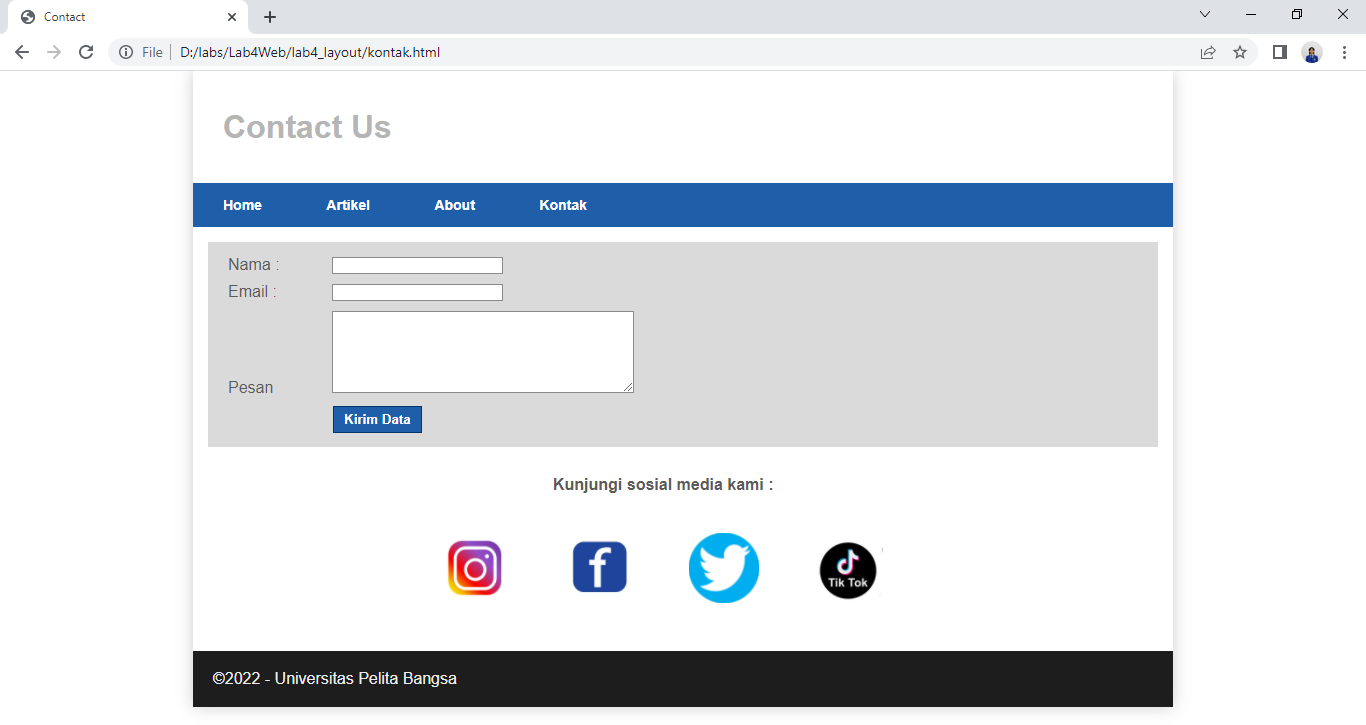 Contact
File
D:/labs/Lab4Web/lab4_layout/kontak.html
Contact Us
Home Artikel About Kontak
Nama :
Email :
Pesan
Kirim Data
Kunjungi sosial media kami :
f
Tik Tok
©2022 - Universitas Pelita Bangsa